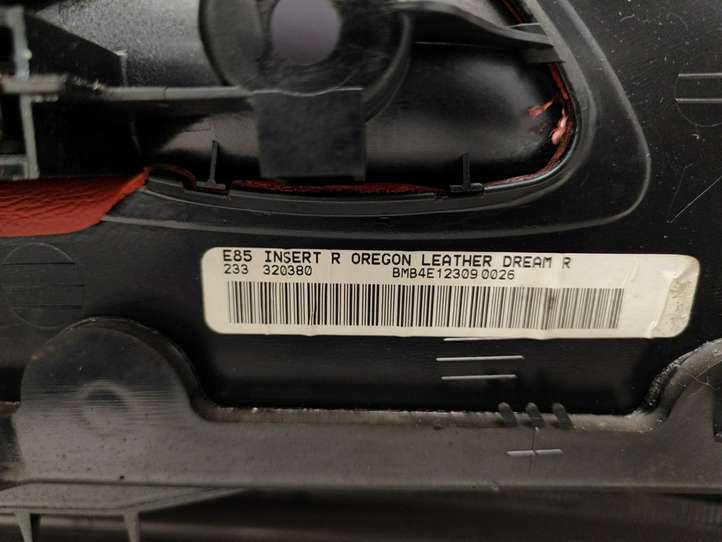 E85 INSERT R OREGON LEATHER DREAM R
233 320380 BMB4E12309 0026